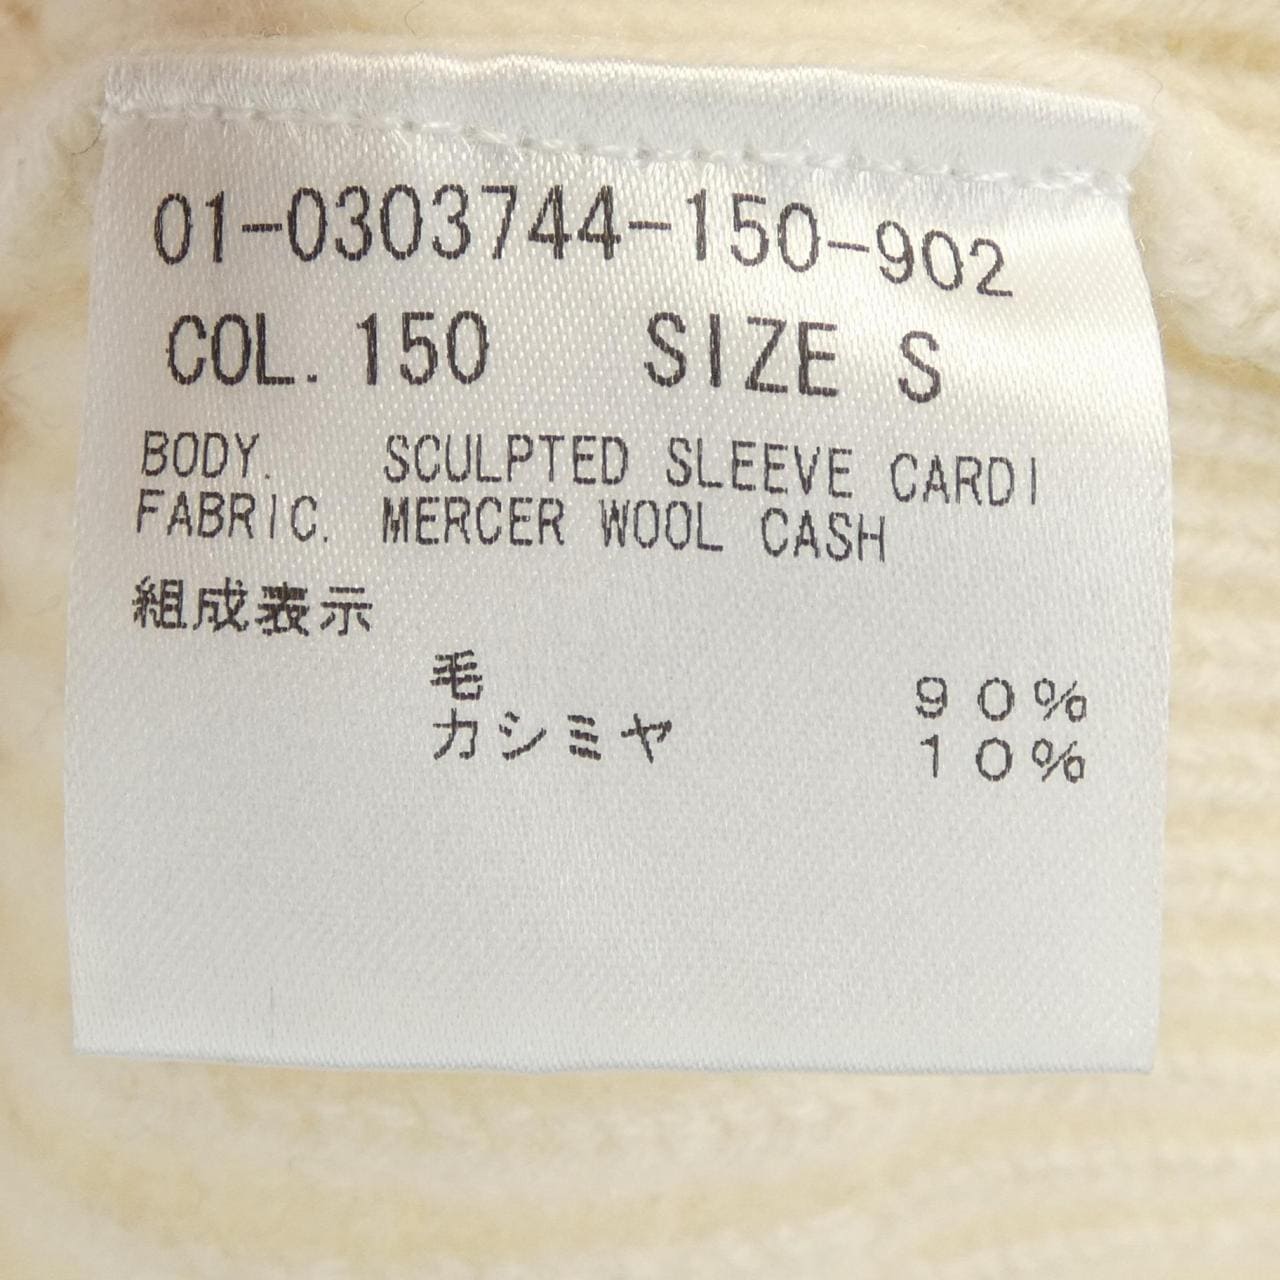 01-0303744-150-902
COL. 150 SIZE S
BODY. SCULPTED SLEEVE CARDI
FABRIC. MERCER WOOL CASH
組成表示
毛 90%
カシミヤ 10%